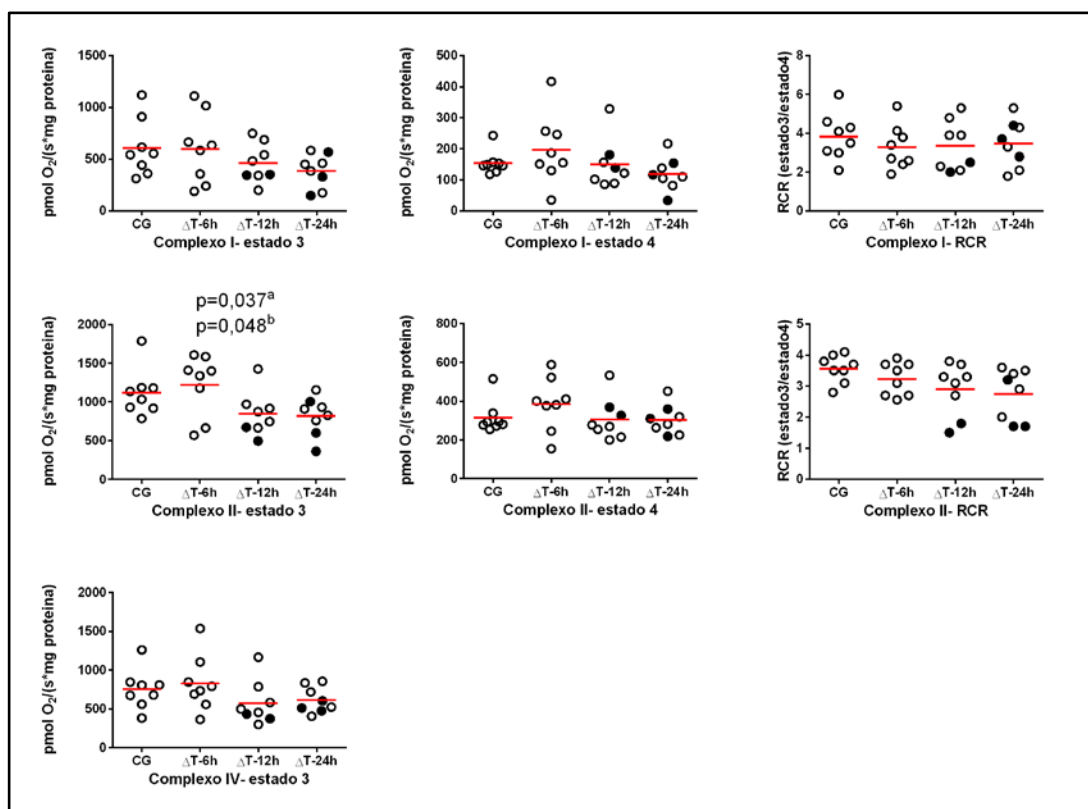 pmol O₂/(s*mg proteina)
1500
1000
500
0
CG ΔT-6h ΔT-12h ΔT-24h
Complexo I- estado 3
pmol O₂/(s*mg proteina)
500
400
300
200
100
0
CG ΔT-6h ΔT-12h ΔT-24h
Complexo I- estado 4
RCR (estado3/estado4)
8
6
4
2
0
CG ΔT-6h ΔT-12h ΔT-24h
Complexo I- RCR
p=0,037ᵃ
p=0,048ᵇ
pmol O₂/(s*mg proteina)
2000
1500
1000
500
0
CG ΔT-6h ΔT-12h ΔT-24h
Complexo II- estado 3
pmol O₂/(s*mg proteina)
800
600
400
200
0
CG ΔT-6h ΔT-12h ΔT-24h
Complexo II- estado 4
RCR (estado3/estado4)
5
4
3
2
1
0
CG ΔT-6h ΔT-12h ΔT-24h
Complexo II- RCR
pmol O₂/(s*mg proteina)
2000
1500
1000
500
0
CG ΔT-6h ΔT-12h ΔT-24h
Complexo IV- estado 3